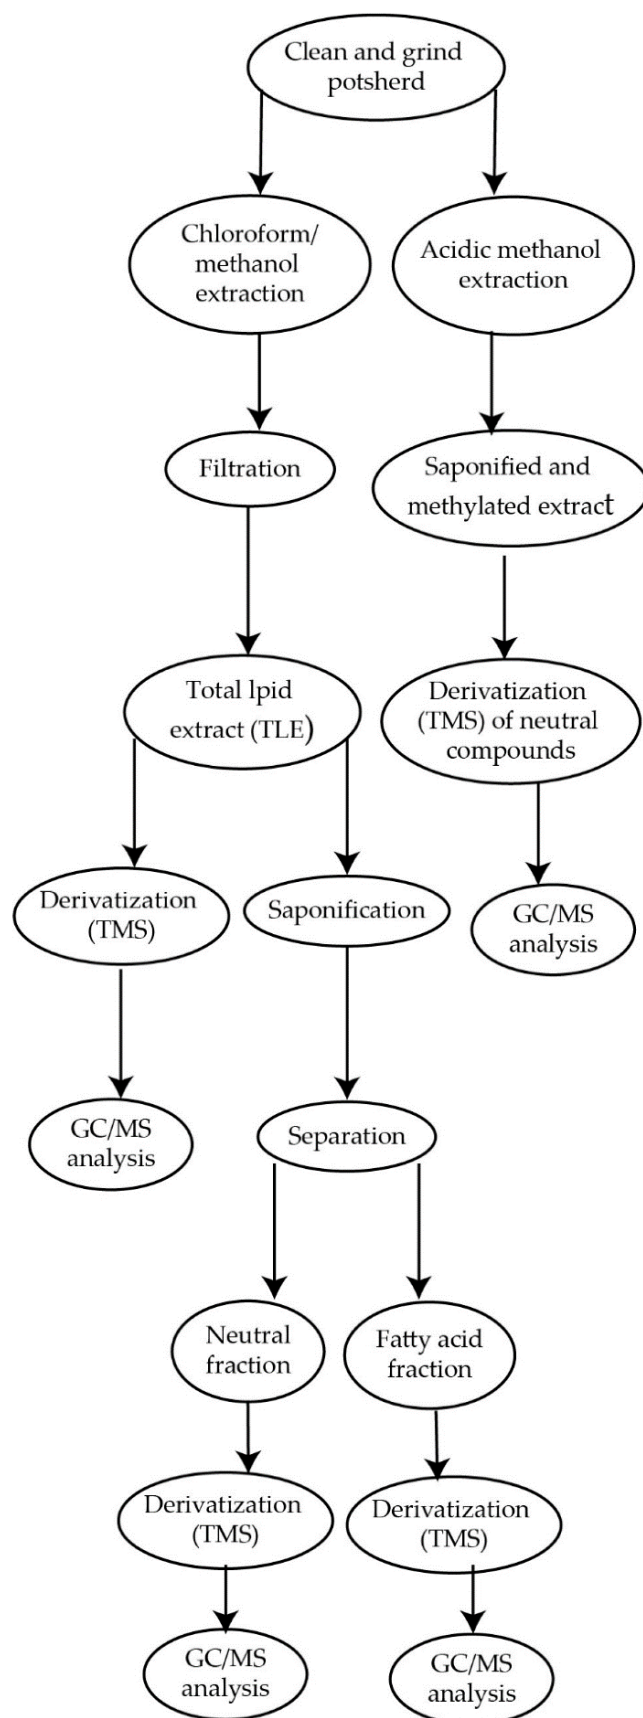 Clean and grind
potsherd
Chloroform/
methanol
extraction
Acidic methanol
extraction
Filtration
Saponified and
methylated extract
Total lpid
extract (TLE)
Derivatization
(TMS) of neutral
compounds
Derivatization
(TMS)
Saponification
GC/MS
analysis
GC/MS
analysis
Separation
Neutral
fraction
Fatty acid
fraction
Derivatization
(TMS)
Derivatization
(TMS)
GC/MS
analysis
GC/MS
analysis